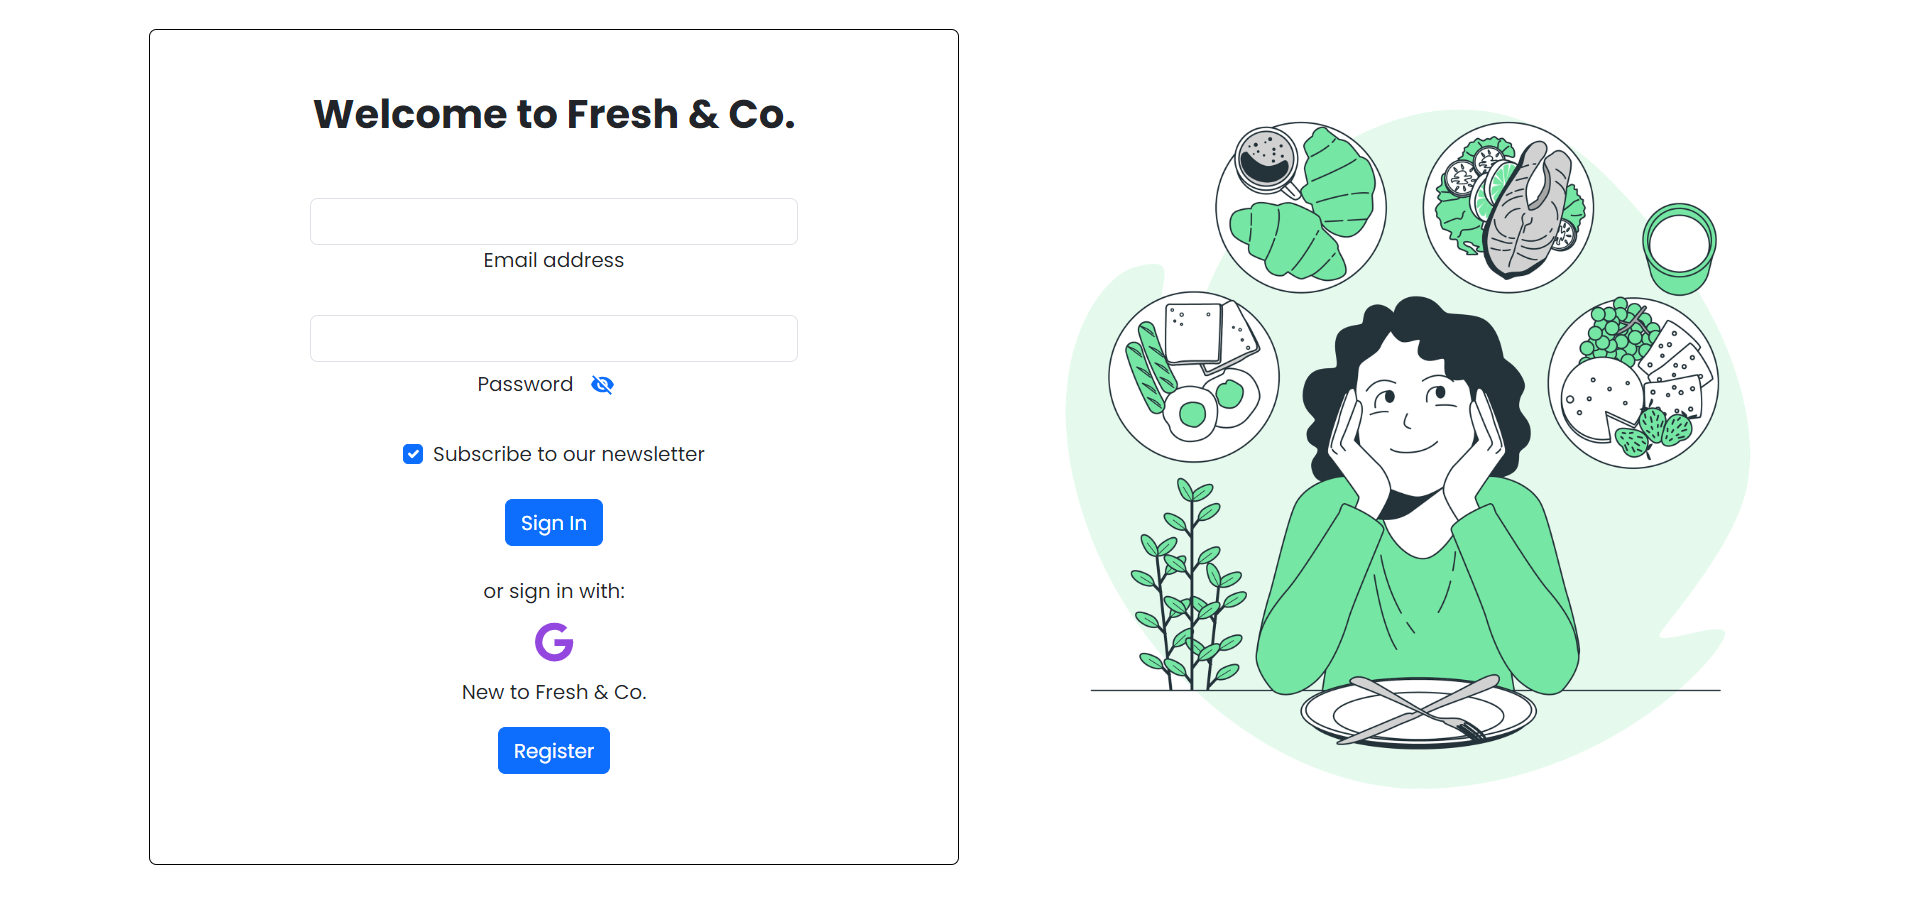 Welcome to Fresh & Co.
Email address
Password
Subscribe to our newsletter
Sign In
or sign in with:
G
New to Fresh & Co.
Register